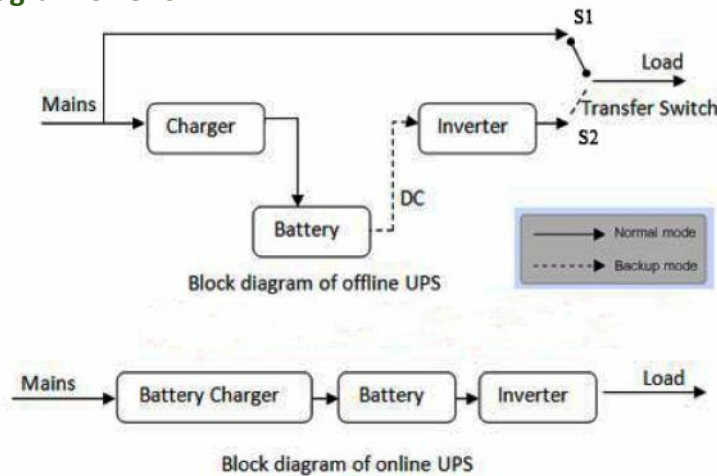 S1
Load
Mains
Charger
Inverter
Transfer Switch
S2
DC
Battery
Normal mode
Backup mode
Block diagram of offline UPS
Mains
Battery Charger
Battery
Inverter
Load
Block diagram of online UPS